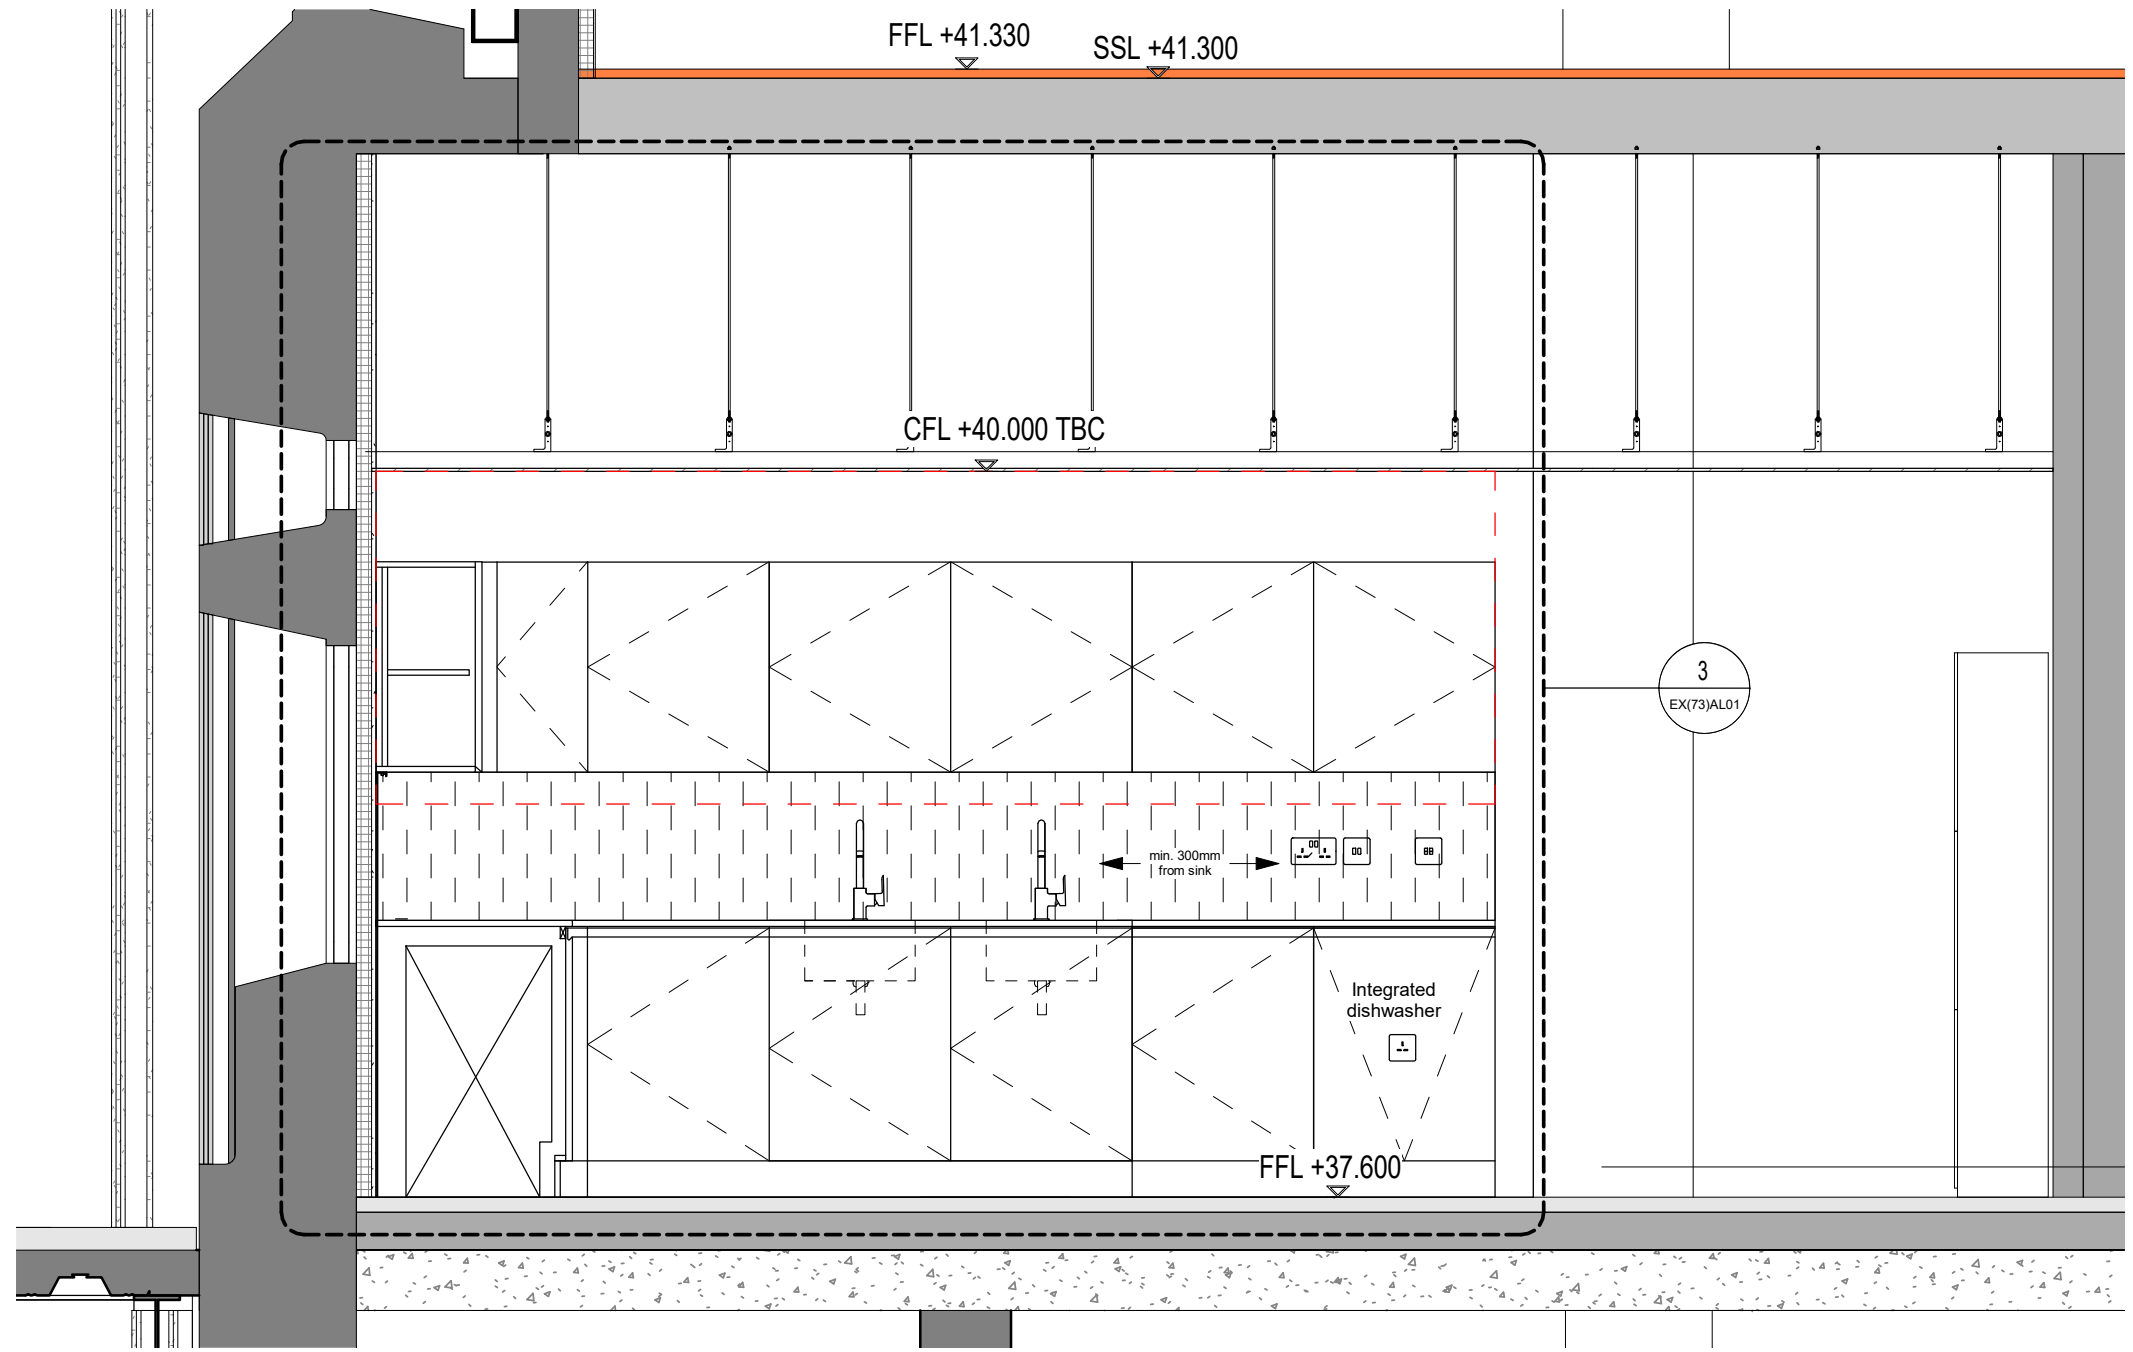 FFL +41.330
SSL +41.300
CFL +40.000 TBC
3
EX(73)AL01
min. 300mm
from sink
Integrated
dishwasher
FFL +37.600